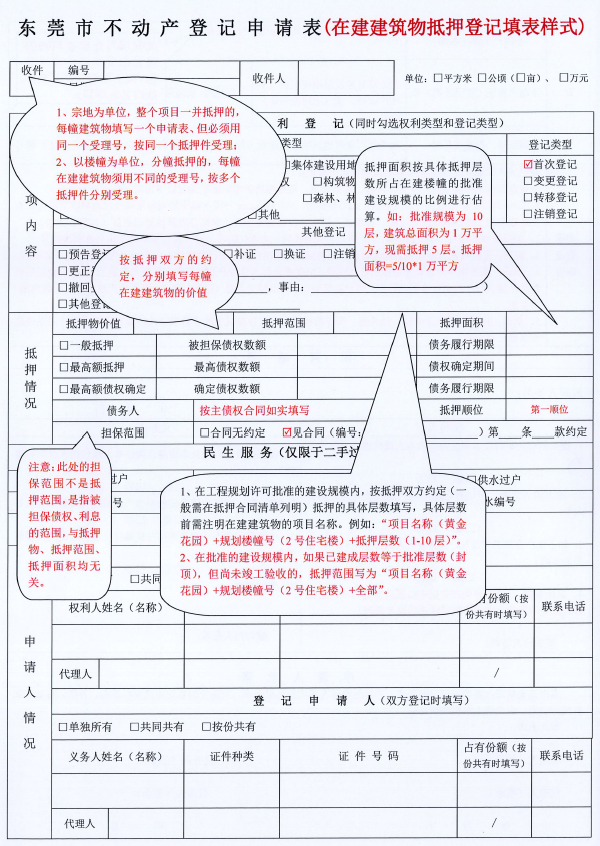 东莞市不动产登记申请表(在建建筑物抵押登记填表样式)
收件 编号 收件人 单位：□平方米 □公顷（□亩）、□万元
1、宗地为单位，整个项目一并抵押的，
每幢建筑物填写一个申请表、但必须用
同一个受理号，按同一个抵押件受理；
2、以楼幢为单位，分幢抵押的，每幢
在建建筑物须用不同的受理号，按多个
抵押件分别受理。
利 登 记（同时勾选权利类型和登记类型）
类型 登记类型
□集体建设用地
☑首次登记
权 □构筑物
□变更登记
□森林、林
□转移登记
□其他
□注销登记
抵押面积按具体抵押层
数所占在建楼幢的批准
建设规模的比例进行估
算。如：批准规模为 10
层，建筑总面积为 1 万平
方，现需抵押 5 层。抵押
面积=5/10*1 万平方
项
内
容
其他登记
□预告登 □补证 □换证 □注销
□更正
□撤回 ，事由： ）
□其他登记
按抵押双方的约
定，分别填写每幢
在建建筑物的价值
抵
押
情
况
抵押物价值 抵押范围 抵押面积
□一般抵押 被担保债权数额 债务履行期限
□最高额抵押 最高债权数额 债权确定期间
□最高额债权确定 确定债权数额 债务履行期限
债务人 按主债权合同如实填写 抵押顺位 第一顺位
担保范围 □合同无约定 ☑见合同（编号： ）第 条 款约定
民 生 服 务（仅限于二手过
过户 □供水过户
号 水编号
注意：此处的担
保范围不是抵
押范围，是指被
担保债权、利息
的范围，与抵押
物、抵押范围、
抵押面积均无
关。
1、在工程规划许可批准的建设规模内，按抵押双方约定（一
般需在抵押合同清单列明）抵押的具体层数填写，具体层数
前需注明在建建筑物的项目名称。例如：“项目名称（黄金
花园）+规划楼幢号（2 号住宅楼）+抵押层数(1-10 层)”。
2、在批准的建设规模内，如果已建成层数等于批准层数（封
顶），但尚未竣工验收的，抵押范围写为“项目名称（黄金
花园）+规划楼幢号（2 号住宅楼）+全部”。
□共同
申
请
人
情
况
权利人姓名（名称） 有份额（按
份共有时填写） 联系电话
代理人 /
登 记 申 请 人（双方登记时填写）
□单独所有 □共同共有 □按份共有
义务人姓名（名称） 证件种类 证 件 号 码 占有份额（按
份共有时填写） 联系电话
代理人 /